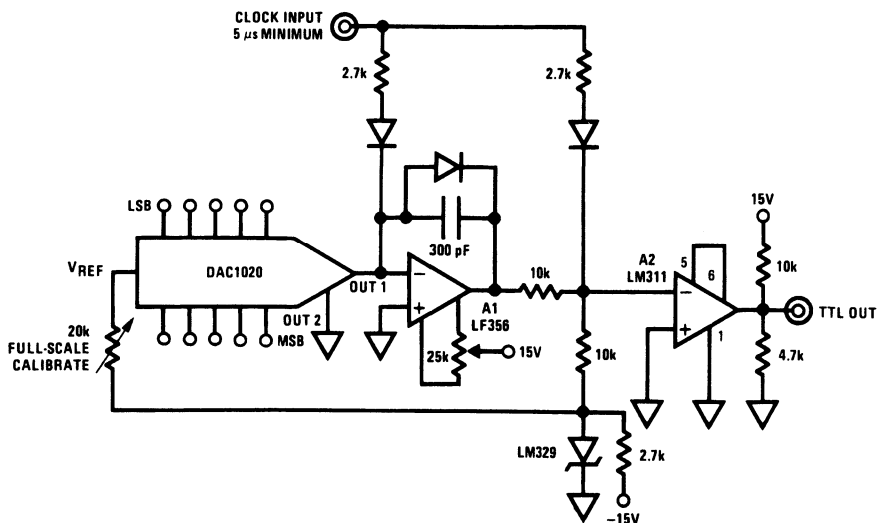 CLOCK INPUT
5 µs MINIMUM
2.7k
2.7k
LSB
300 pF
15V
VREF
DAC1020
OUT 1
−
+
A1
LF356
10k
A2
LM311
5
6
−
+
1
10k
TTL OUT
OUT 2
MSB
20k
FULL-SCALE
CALIBRATE
25k
15V
10k
4.7k
LM329
2.7k
−15V